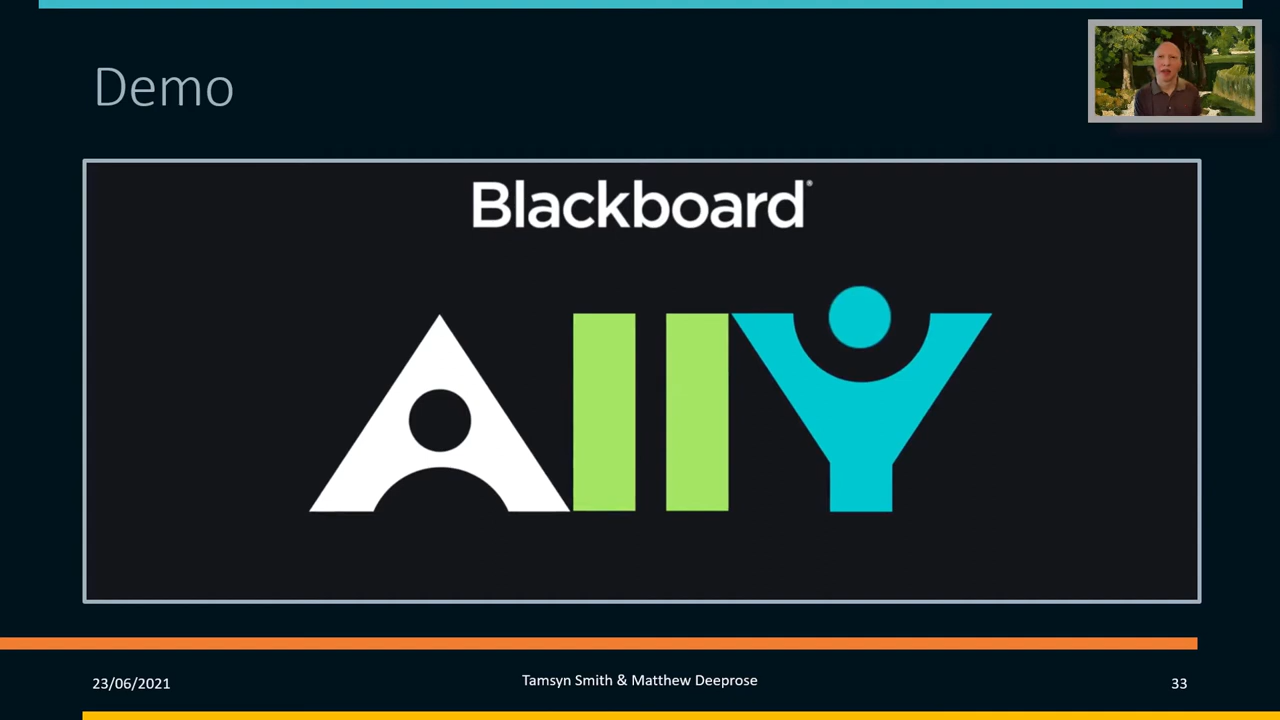 Demo
Blackboard®
Ally
23/06/2021
Tamsyn Smith & Matthew Deeprose
33